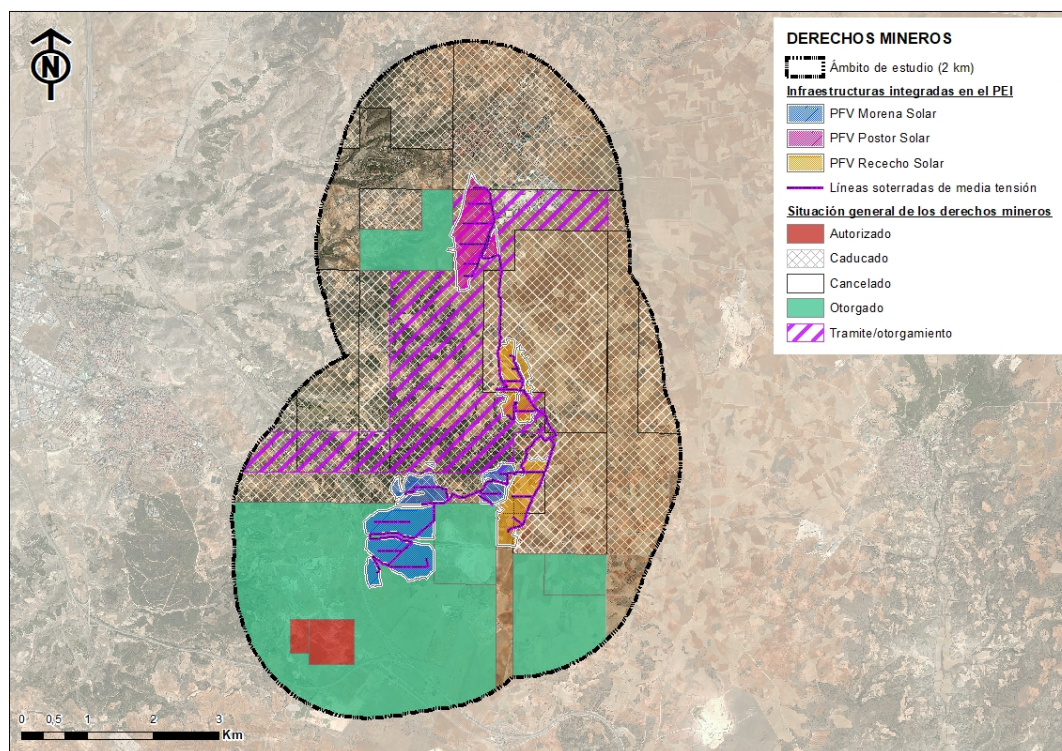 N
DERECHOS MINEROS
Ámbito de estudio (2 km)
Infraestructuras integradas en el PEI
PFV Morena Solar
PFV Postor Solar
PFV Rececho Solar
Líneas soterradas de media tensión
Situación general de los derechos mineros
Autorizado
Caducado
Cancelado
Otorgado
Tramite/otorgamiento
0 0,5 1 2 3
Km